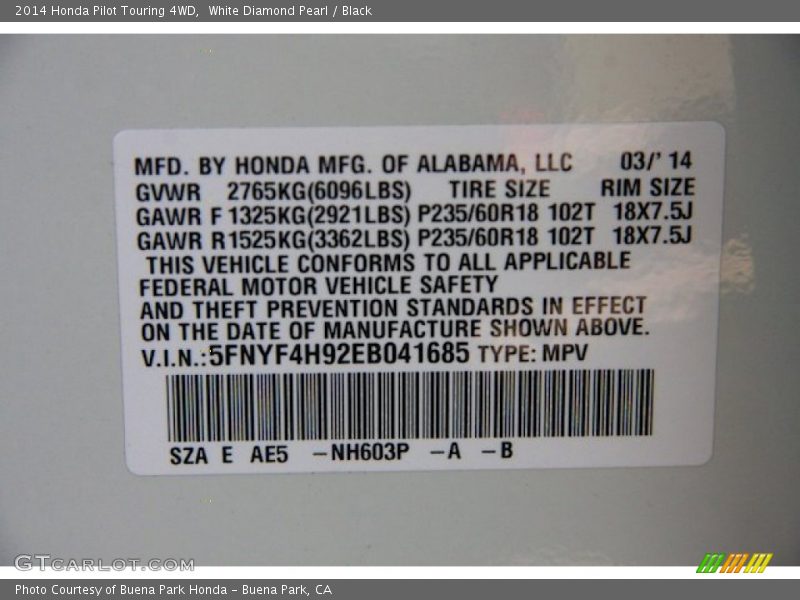 2014 Honda Pilot Touring 4WD,  White Diamond Pearl / Black
MFD. BY HONDA MFG. OF ALABAMA, LLC 03/' 14
GVWR 2765KG(6096LBS) TIRE SIZE RIM SIZE
GAWR F 1325KG(2921LBS) P235/60R18 102T 18X7.5J
GAWR R1525KG(3362LBS) P235/60R18 102T 18X7.5J
THIS VEHICLE CONFORMS TO ALL APPLICABLE
FEDERAL MOTOR VEHICLE SAFETY
AND THEFT PREVENTION STANDARDS IN EFFECT
ON THE DATE OF MANUFACTURE SHOWN ABOVE.
V.I.N.:5FNYF4H92EB041685 TYPE: MPV
SZA E AE5 -NH603P -A -B
GTCARLOT.COM
Photo Courtesy of Buena Park Honda - Buena Park, CA